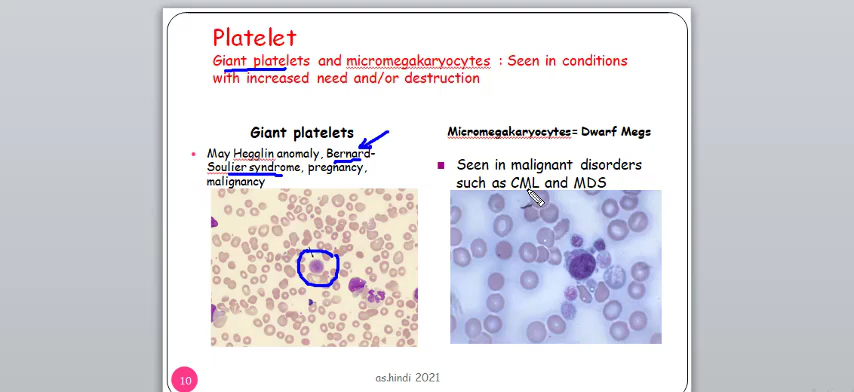 Platelet
Giant platelets and micromegakaryocytes : Seen in conditions
with increased need and/or destruction
Giant platelets
• May Hegglin anomaly, Bernard-
Soulier syndrome, pregnancy,
malignancy
Micromegakaryocytes= Dwarf Megs
■ Seen in malignant disorders
such as CML and MDS
10
as.hindi 2021